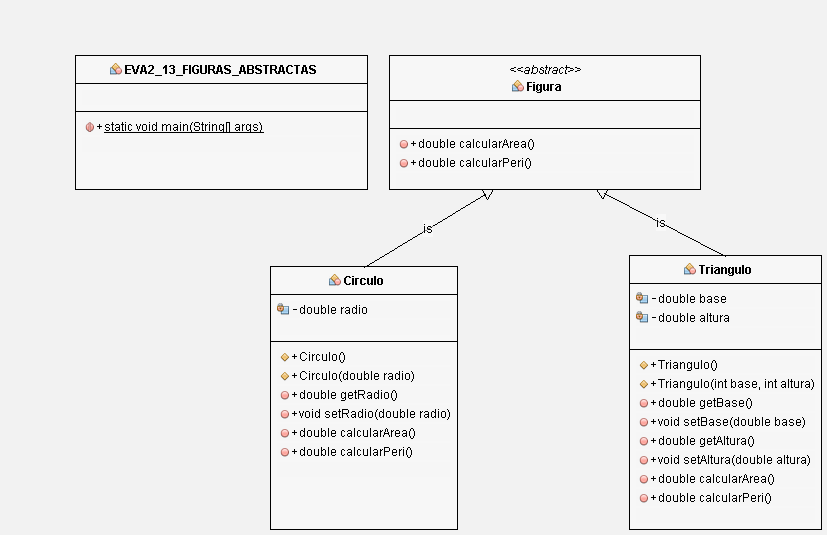 EVA2_13_FIGURAS_ABSTRACTAS
+ static void main(String[] args)
<<abstract>>
Figura
+ double calcularArea()
+ double calcularPeri()
is
is
Circulo
- double radio
+ Circulo()
+ Circulo(double radio)
+ double getRadio()
+void setRadio(double radio)
+ double calcularArea()
+ double calcularPeri()
Triangulo
- double base
- double altura
+ Triangulo()
+ Triangulo(int base, int altura)
+ double getBase()
+void setBase(double base)
+ double getAltura()
+void setAltura(double altura)
+ double calcularArea()
+ double calcularPeri()